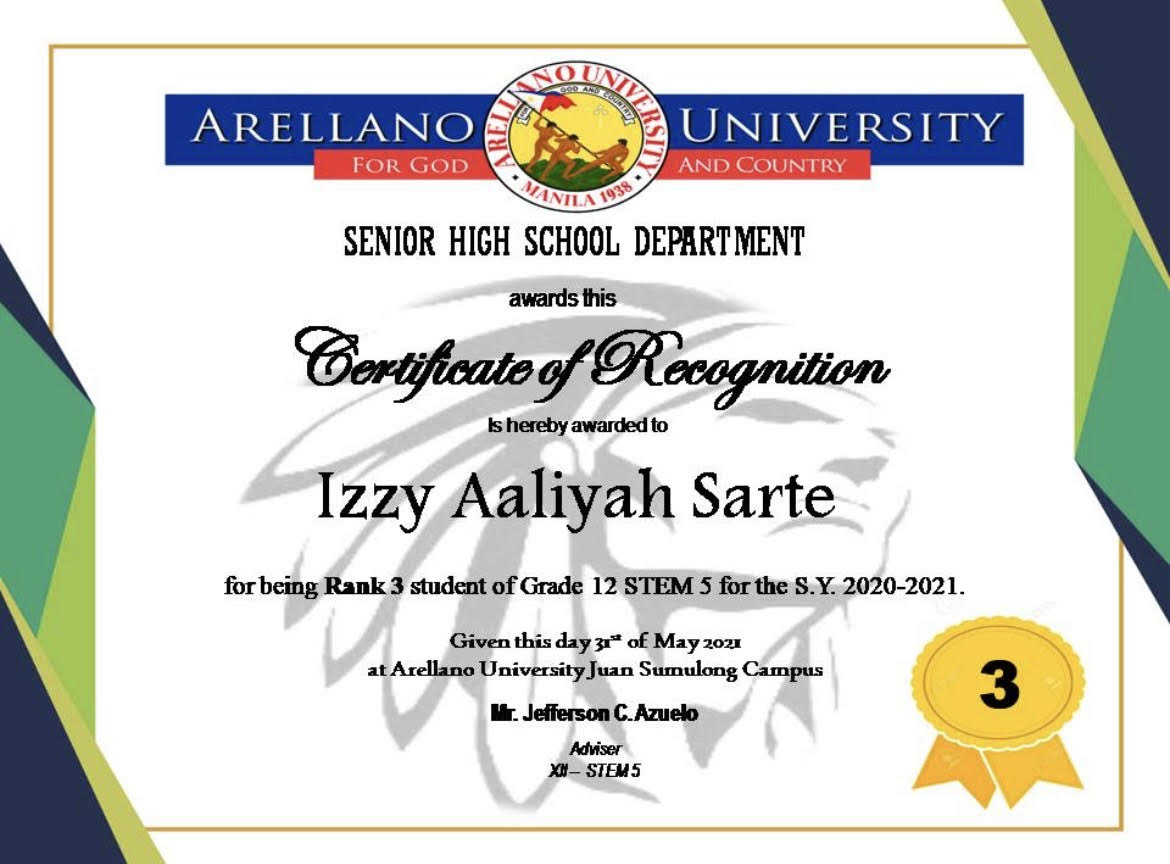 ARELLANO UNIVERSITY
FOR GOD AND COUNTRY
ARELLANO UNIVERSITY
GOD AND COUNTRY
MANILA 1938
SENIOR HIGH SCHOOL DEPARTMENT
awards this
Certificate of Recognition
Is hereby awarded to
Izzy Aaliyah Sarte
for being Rank 3 student of Grade 12 STEM 5 for the S.Y. 2020-2021.
Given this day 31st of May 2021
at Arellano University Juan Sumulong Campus
3
Mr. Jefferson C. Azuelo
Adviser
XII – STEM 5